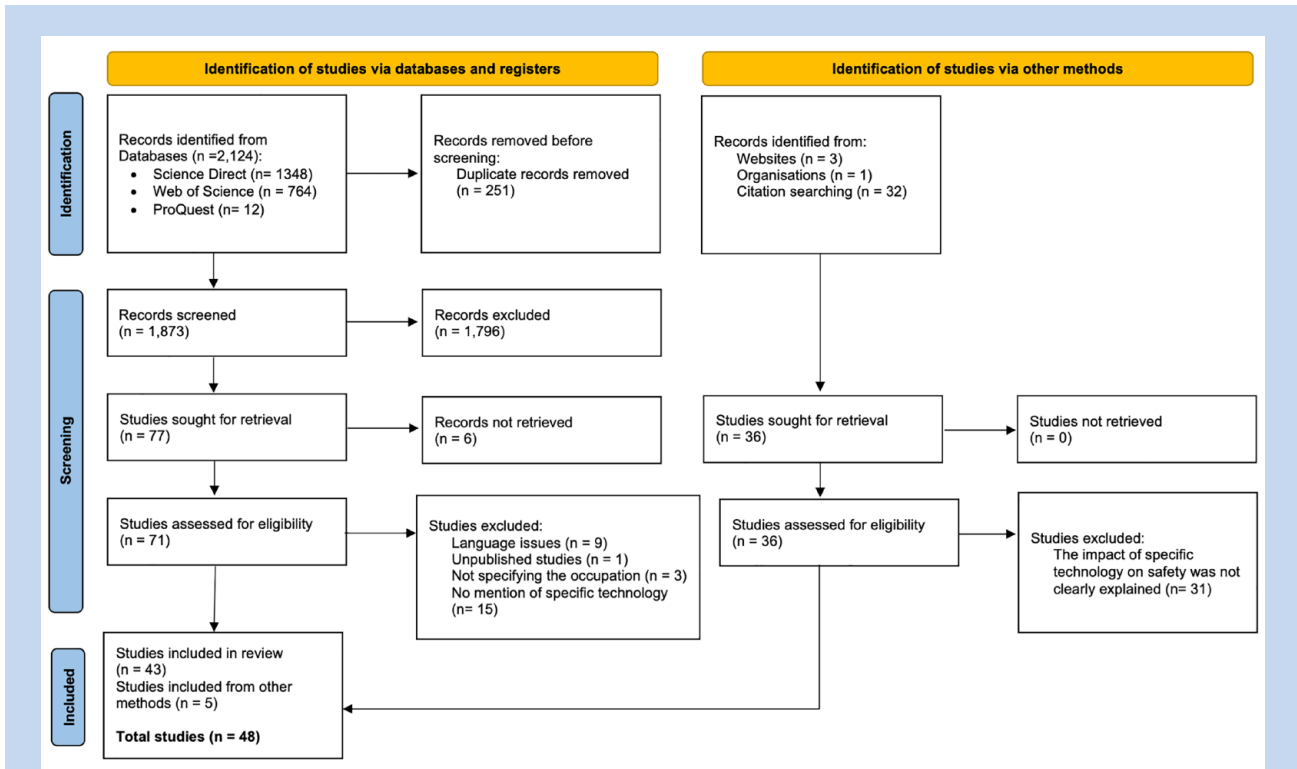 Identification of studies via databases and registers
Identification of studies via other methods
Identification
Records identified from
Databases (n =2,124):
• Science Direct (n= 1348)
• Web of Science (n = 764)
• ProQuest (n= 12)
Records removed before
screening:
Duplicate records removed
(n = 251)
Records identified from:
Websites (n = 3)
Organisations (n = 1)
Citation searching (n = 32)
Screening
Records screened
(n = 1,873)
Records excluded
(n = 1,796)
Studies sought for retrieval
(n = 77)
Records not retrieved
(n = 6)
Studies sought for retrieval
(n = 36)
Studies not retrieved
(n = 0)
Studies assessed for eligibility
(n = 71)
Studies excluded:
Language issues (n = 9)
Unpublished studies (n = 1)
Not specifying the occupation (n = 3)
No mention of specific technology
(n= 15)
Studies assessed for eligibility
(n = 36)
Studies excluded:
The impact of specific
technology on safety was not
clearly explained (n= 31)
Included
Studies included in review
(n = 43)
Studies included from other
methods (n = 5)
Total studies (n = 48)